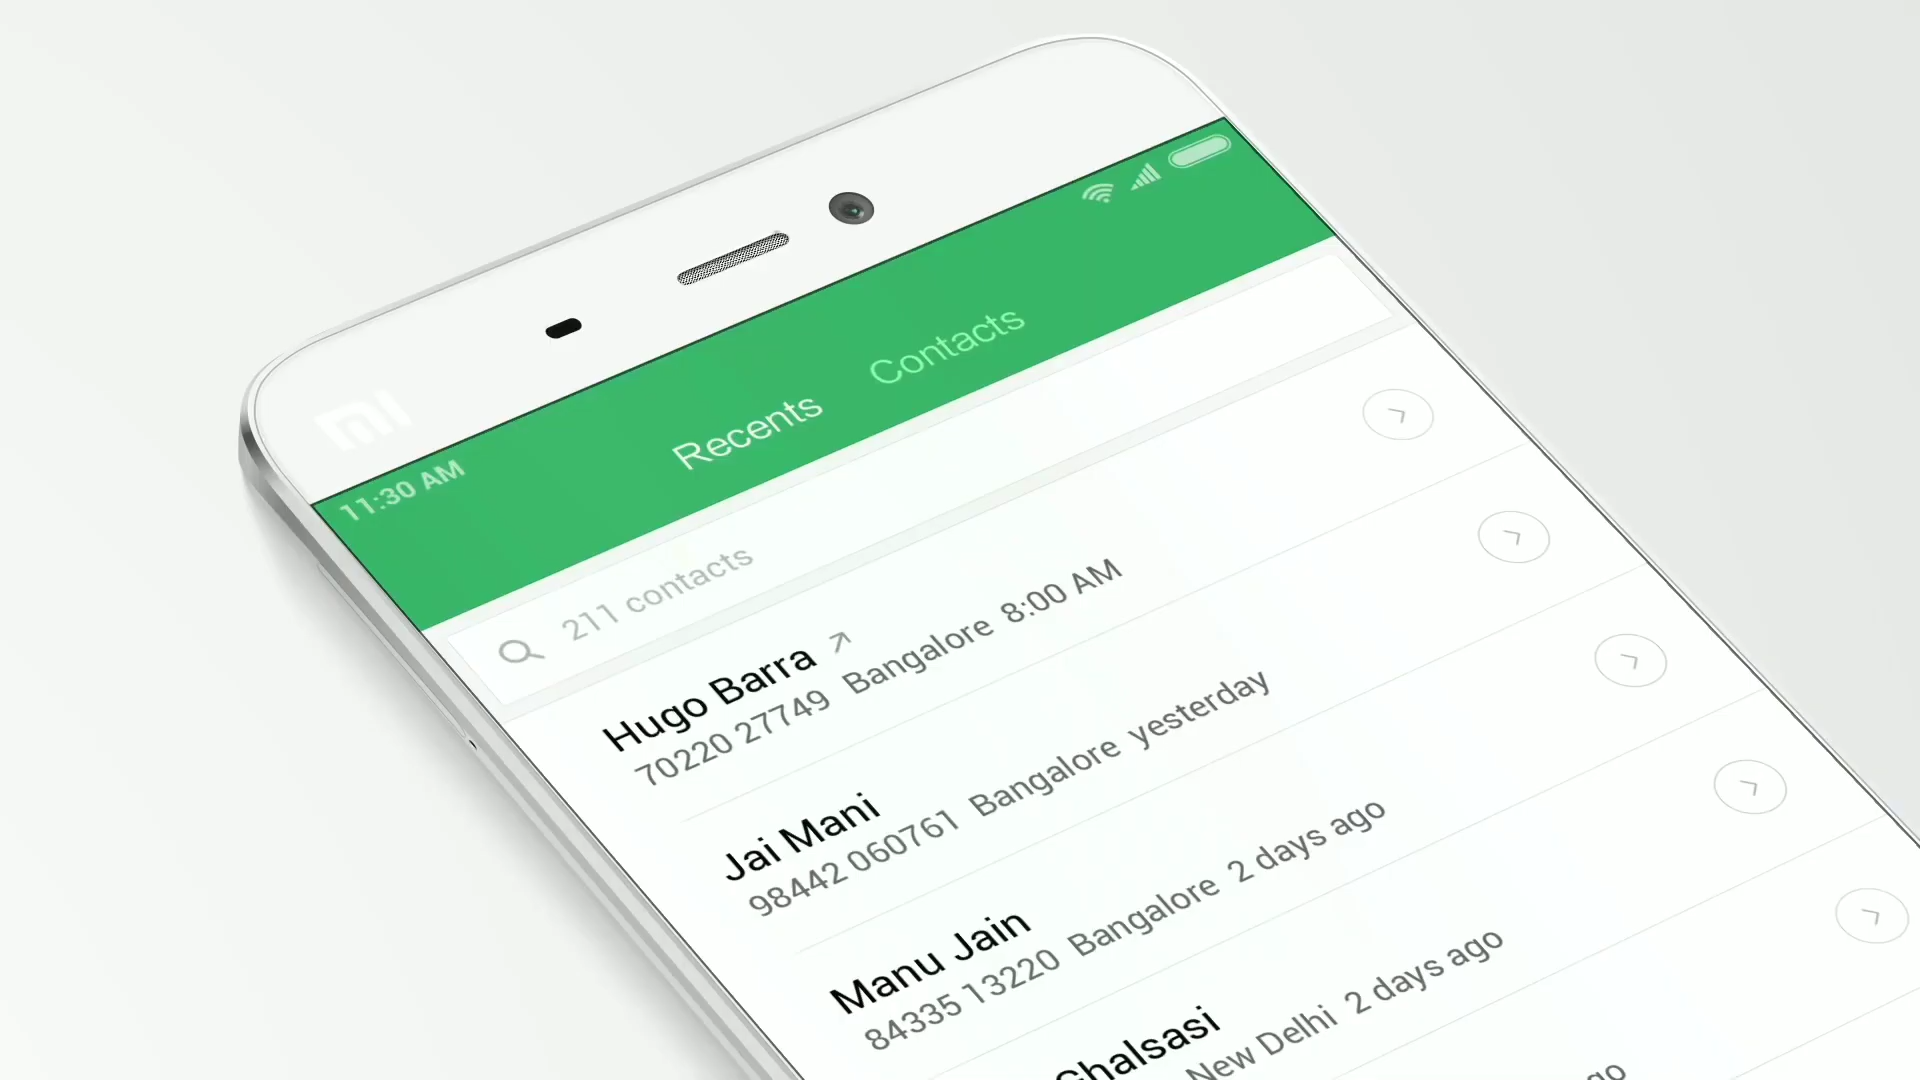 mi
11:30 AM
Recents Contacts
211 contacts
Hugo Barra
70220 27749 Bangalore 8:00 AM
Jai Mani
98442 060761 Bangalore yesterday
Manu Jain
84335 13220 Bangalore 2 days ago
Ghalsasi
New Delhi 2 days ago